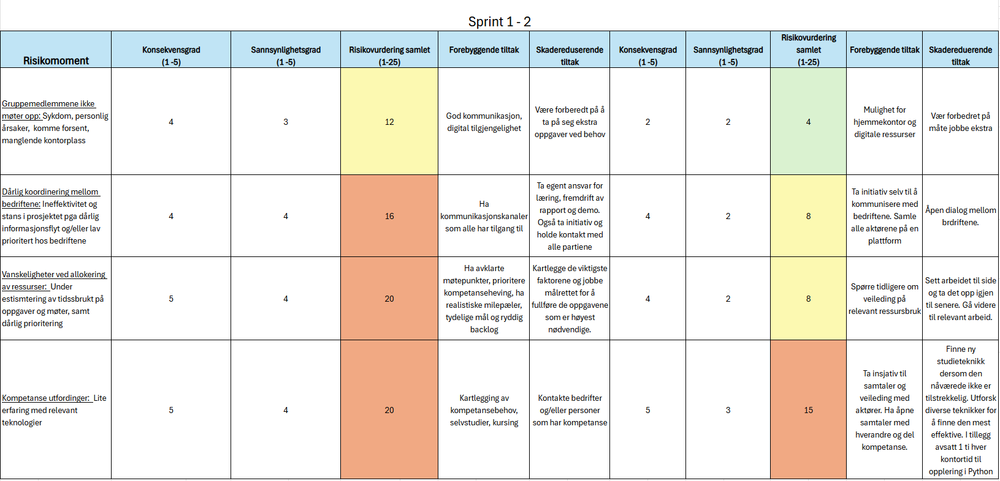 Sprint 1 - 2
Risikomoment
Konsekvensgrad
(1 -5)
Sannsynlighetsgrad
(1 -5)
Risikovurdering samlet
(1-25)
Forebyggende tiltak
Skadereduserende
tiltak
Konsekvensgrad
(1 -5)
Sannsynlighetsgrad
(1 -5)
Risikovurdering
samlet
(1-25)
Forebyggende tiltak
Skadereduerende
tiltak
Gruppemedlemmene ikke
møter opp: Sykdom, personlig
årsaker, komme forsent,
manglende kontorplass
4
3
12
God kommunikasjon,
digital tilgjengelighet
Være forberedt på å
ta på seg ekstra
oppgaver ved behov
2
2
4
Mulighet for
hjemmekontor og
digitale ressurser
Vær forbedret på
måte jobbe ekstra
Dårlig koordinering mellom
bedriftene: Ineffektivitet og
stans i prosjektet pga dårlig
informasjonsflyt og/eller lav
prioritert hos bedriftene
4
4
16
Ha
kommunikasjonskanaler
som alle har tilgang til
Ta egent ansvar for
læring, fremdrift av
rapport og demo.
Også ta initiativ og
holde kontakt med
alle partiene
4
2
8
Ta initiativ selv til å
kommunisere med
bedriftene. Samle
alle aktørene på en
plattform
Åpen dialog mellom
brdriftene.
Vanskeligheter ved allokering
av ressurser: Under
estismtering av tidssbrukt på
oppgaver og møter, samt
dårlig prioritering
5
4
20
Ha avklarte
møtepunkter, prioritere
kompetanseheving, ha
realistiske milepæler,
tydelige mål og ryddig
backlog
Kartlegge de viktigste
faktorene og jobbe
målrettet for å
fullføre de oppgavene
som er høyest
nødvendige.
4
2
8
Spørre tidligere om
veileding på
relevant ressursbruk
Sett arbeidet til side
og ta det opp igjen
til senere. Gå videre
til relevant arbeid.
Kompetanse utfordinger: Lite
erfaring med relevant
teknologier
5
4
20
Kartlegging av
kompetansebehov,
selvstudier, kursing
Kontakte bedrifter
og/eller personer
som har kompetanse
5
3
15
Ta insjativ til
samtaler og
veileding med
aktører. Ha åpne
samtaler med
hverandre og del
kompetanse.
Finne ny
studieteknikk
dersom den
nåværede ikke er
tilstrekkelig. Utforsk
diverse teknikker for
å finne den mest
effektive. I tillegg
avsatt 1 ti hver
kontortid til
opplering i Python